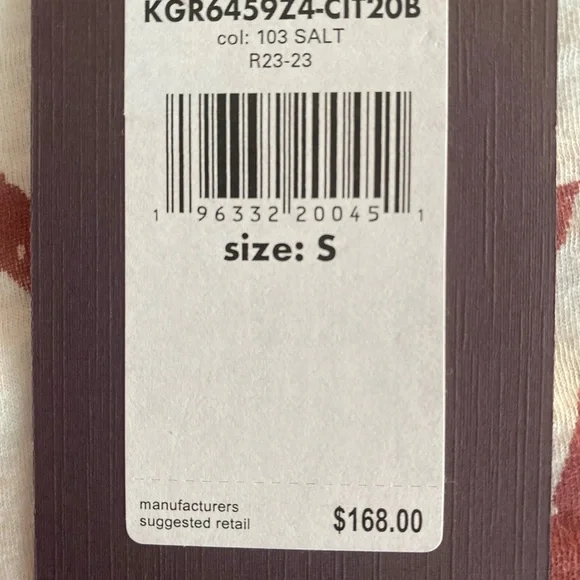 KGR6459Z4-CIT20B
col: 103 SALT
R23-23
1 96332 20045 1
size: S
manufacturers
suggested retail $168.00